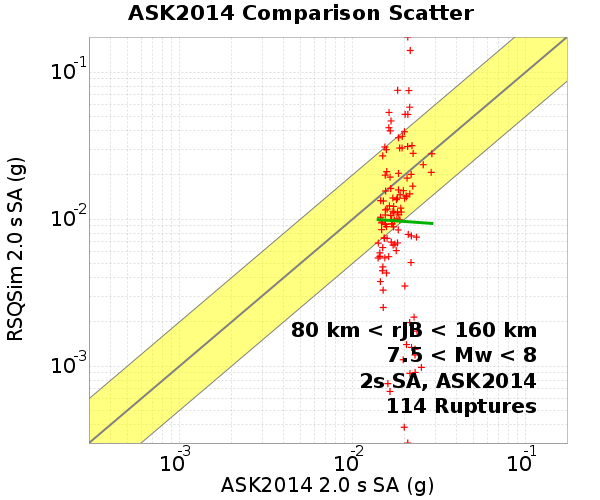 ASK2014 Comparison Scatter
RSQSim 2.0 s SA (g)
10-1
10-2
10-3
80 km < rJB < 160 km
7.5 < Mw < 8
2s SA, ASK2014
114 Ruptures
10-3
10-2
10-1
ASK2014 2.0 s SA (g)